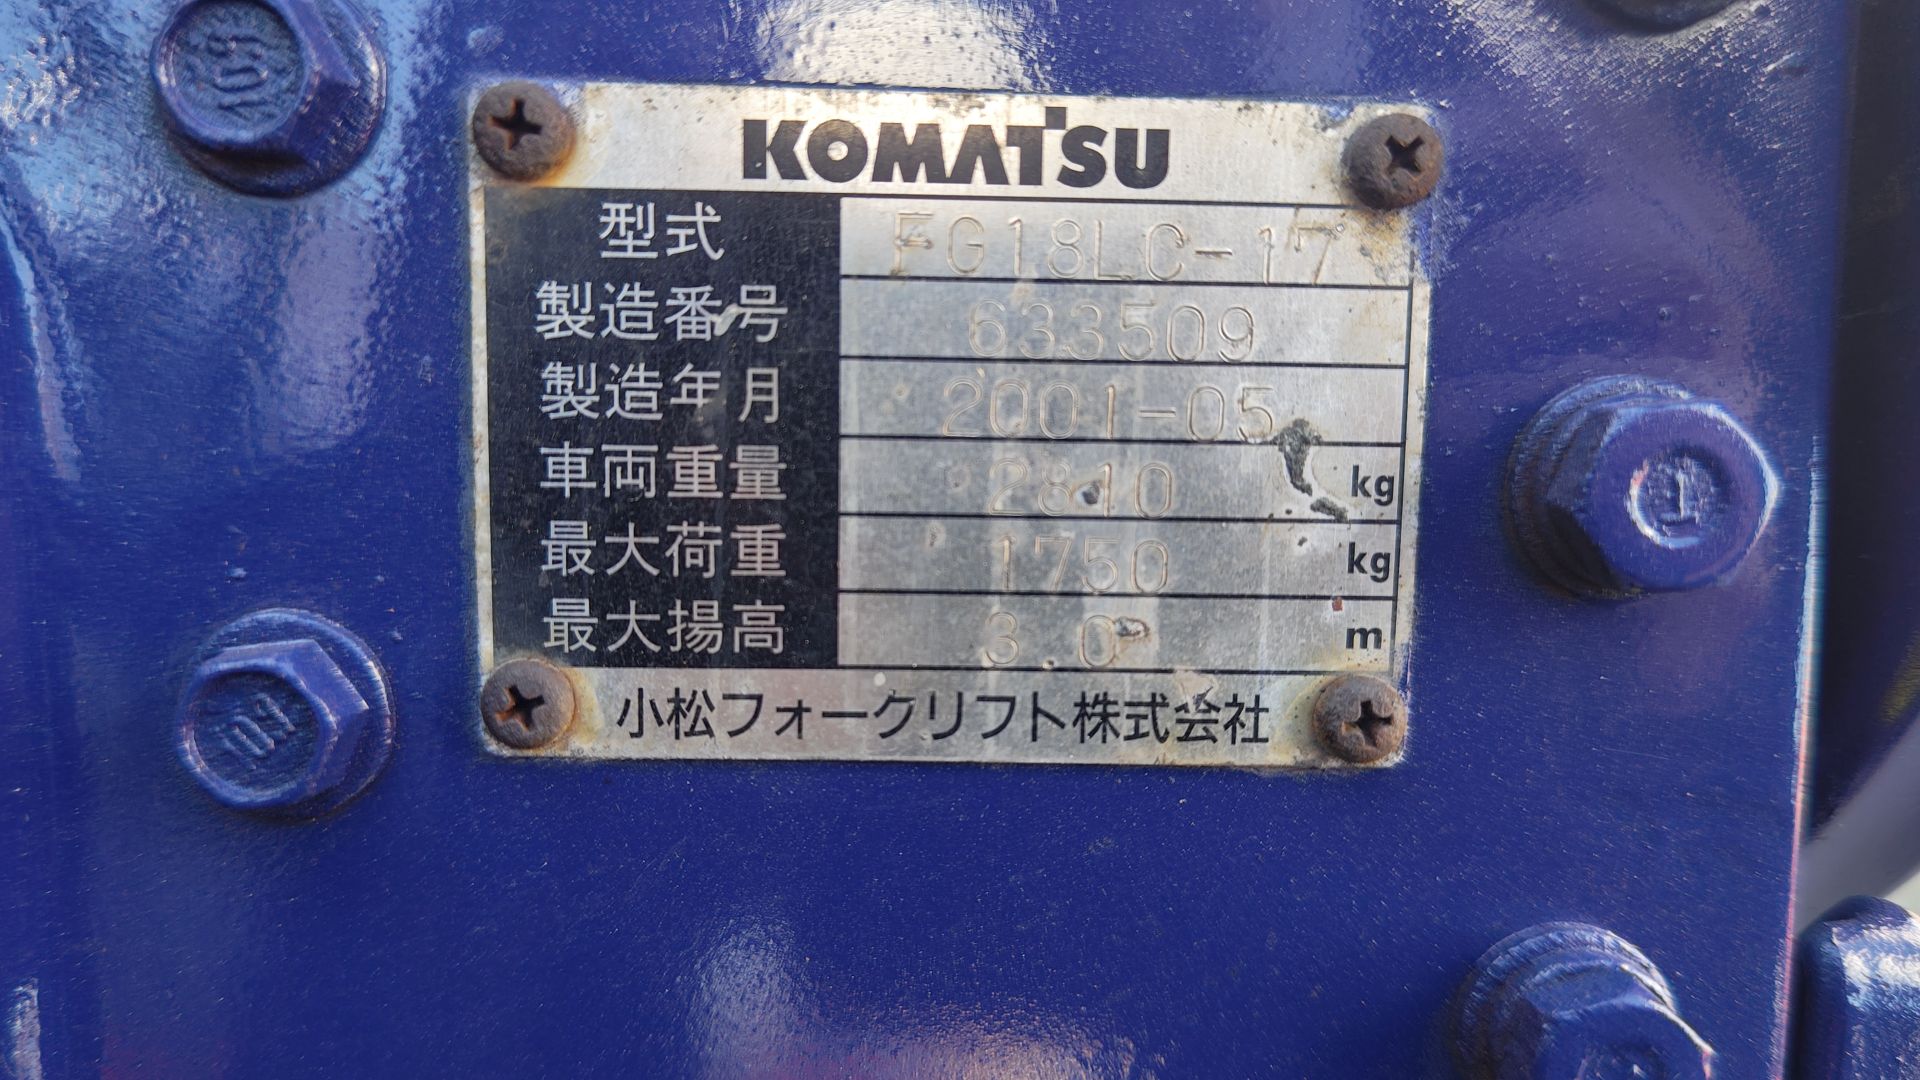 KOMATSU
型式 FG18LC-17
製造番号 633509
製造年月 2001-05
車両重量 2810 kg
最大荷重 1750 kg
最大揚高 3.0 m
小松フォークリフト株式会社